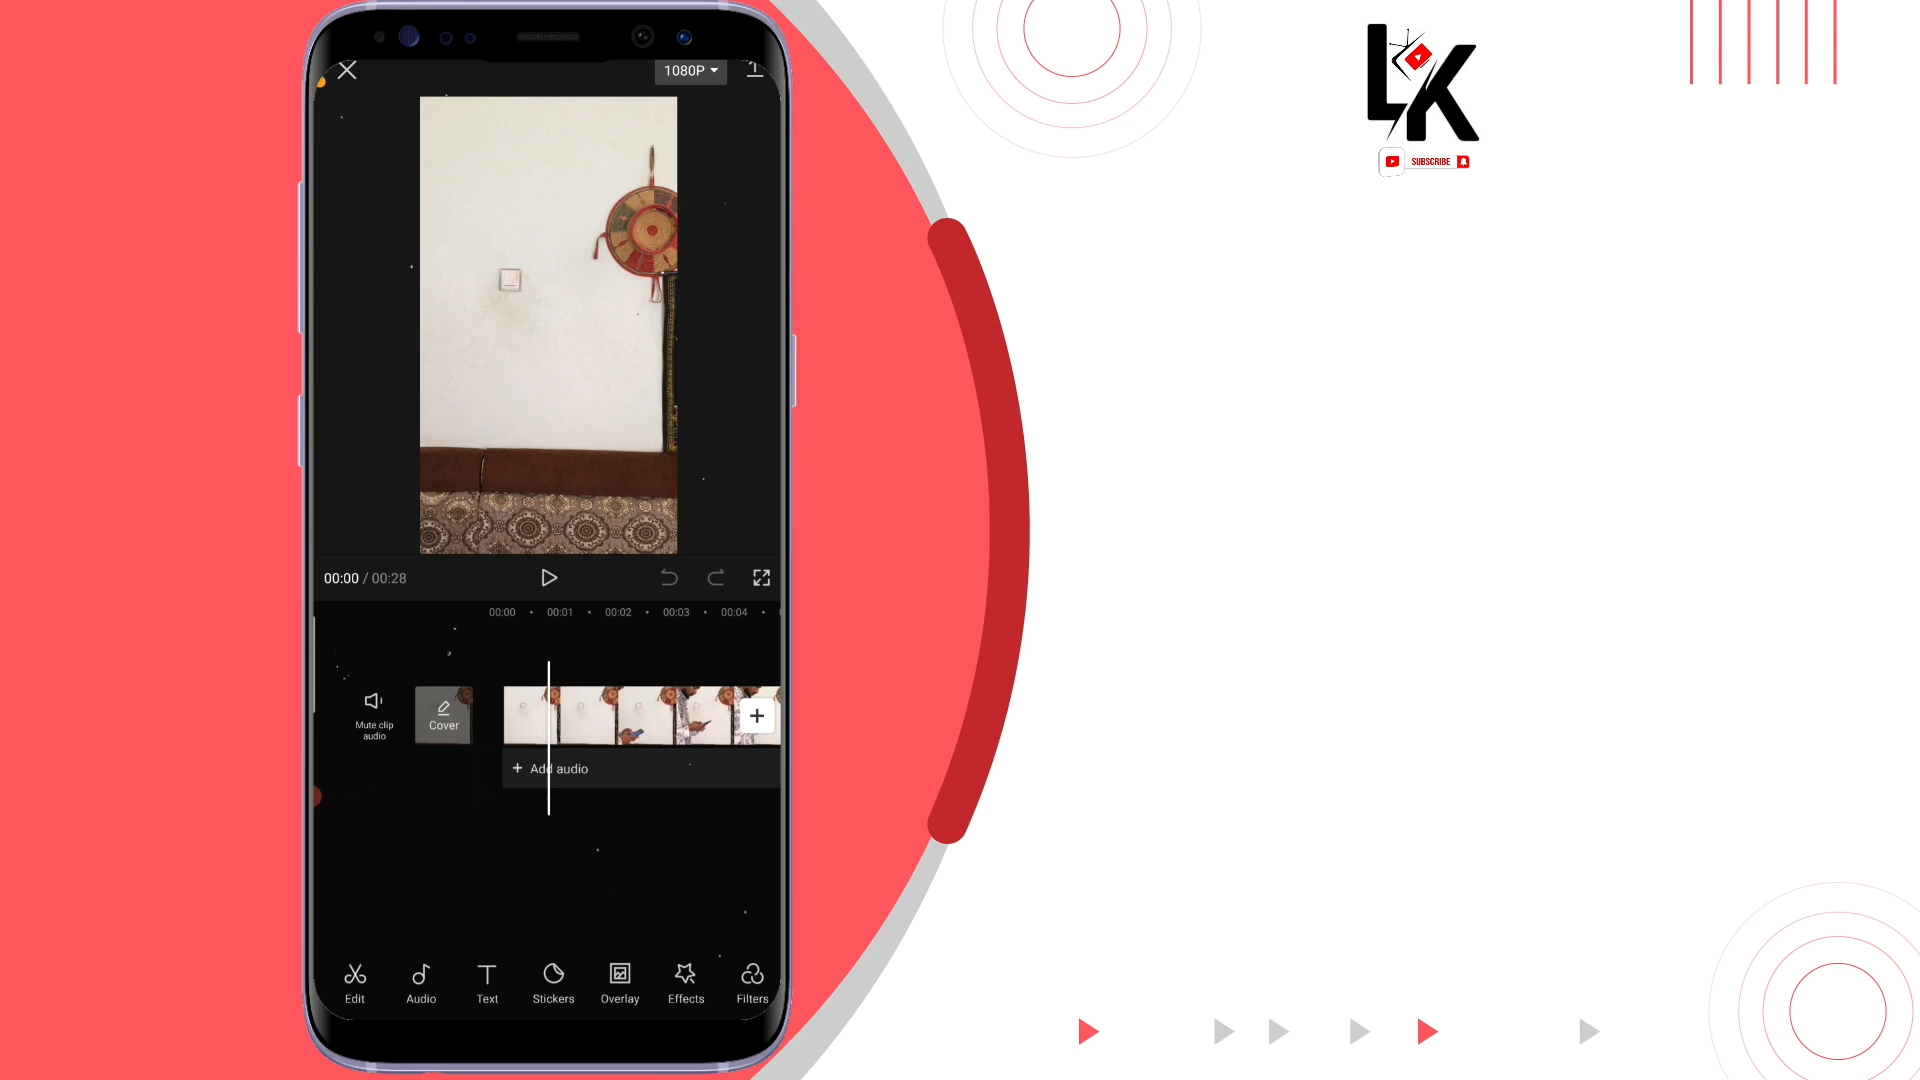 1080P
LK
SUBSCRIBE
00:00 / 00:28
00:00 00:01 00:02 00:03 00:04
Mute clip
audio
Cover
+ Add audio
Edit Audio Text Stickers Overlay Effects Filters